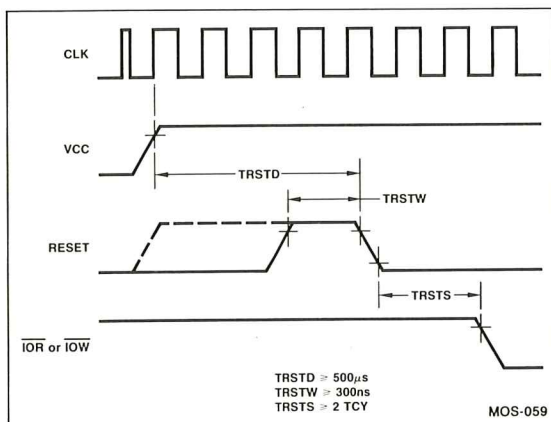 CLK
VCC
TRSTD
TRSTW
RESET
TRSTS
IOR or IOW
TRSTD ≥ 500μs
TRSTW ≥ 300ns
TRSTS ≥ 2 TCY
MOS-059